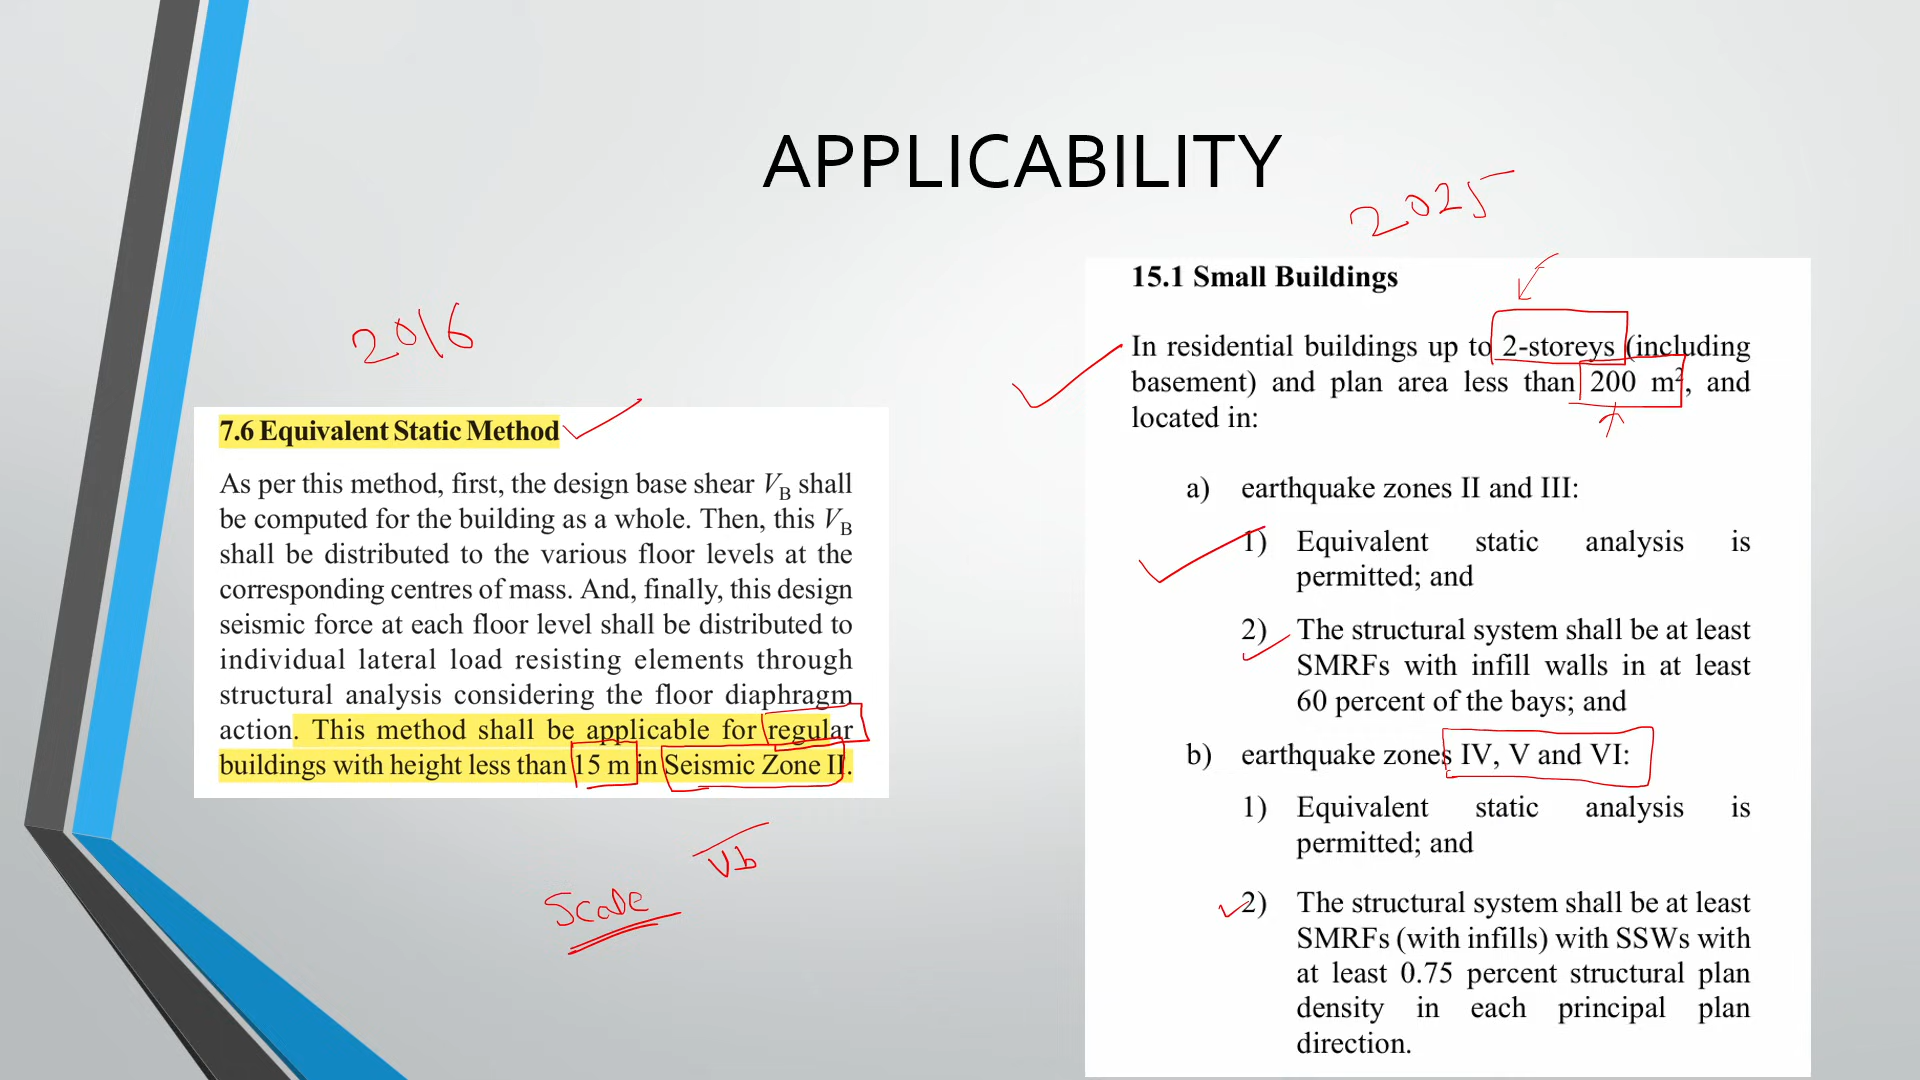 APPLICABILITY
2016
7.6 Equivalent Static Method
As per this method, first, the design base shear VB shall
be computed for the building as a whole. Then, this VB
shall be distributed to the various floor levels at the
corresponding centres of mass. And, finally, this design
seismic force at each floor level shall be distributed to
individual lateral load resisting elements through
structural analysis considering the floor diaphragm
action. This method shall be applicable for regular
buildings with height less than 15 m in Seismic Zone II.
Vb
Scale
2025
15.1 Small Buildings
In residential buildings up to 2-storeys (including
basement) and plan area less than 200 m², and
located in:
a) earthquake zones II and III:
1) Equivalent static analysis is
permitted; and
2) The structural system shall be at least
SMRFs with infill walls in at least
60 percent of the bays; and
b) earthquake zones IV, V and VI:
1) Equivalent static analysis is
permitted; and
2) The structural system shall be at least
SMRFs (with infills) with SSWs with
at least 0.75 percent structural plan
density in each principal plan
direction.